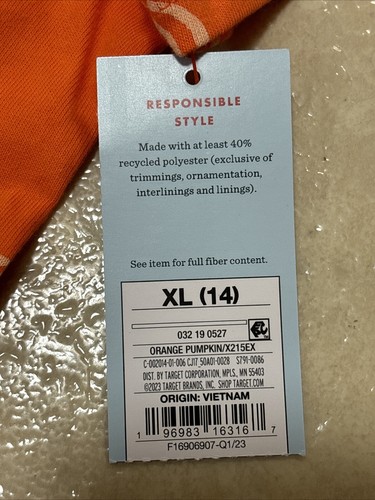 RESPONSIBLE
STYLE
Made with at least 40%
recycled polyester (exclusive of
trimmings, ornamentation,
interlinings and linings).
See item for full fiber content.
XL (14)
032 19 0527
ORANGE PUMPKIN/X215EX
C-002014-01-006 CJ17_50A01-0028 S791-0086
DIST. BY TARGET CORPORATION, MPLS., MN 55403
©2023 TARGET BRANDS, INC. SHOP TARGET.COM
ORIGIN: VIETNAM
1 96983 16316 7
F16906907-Q1/23